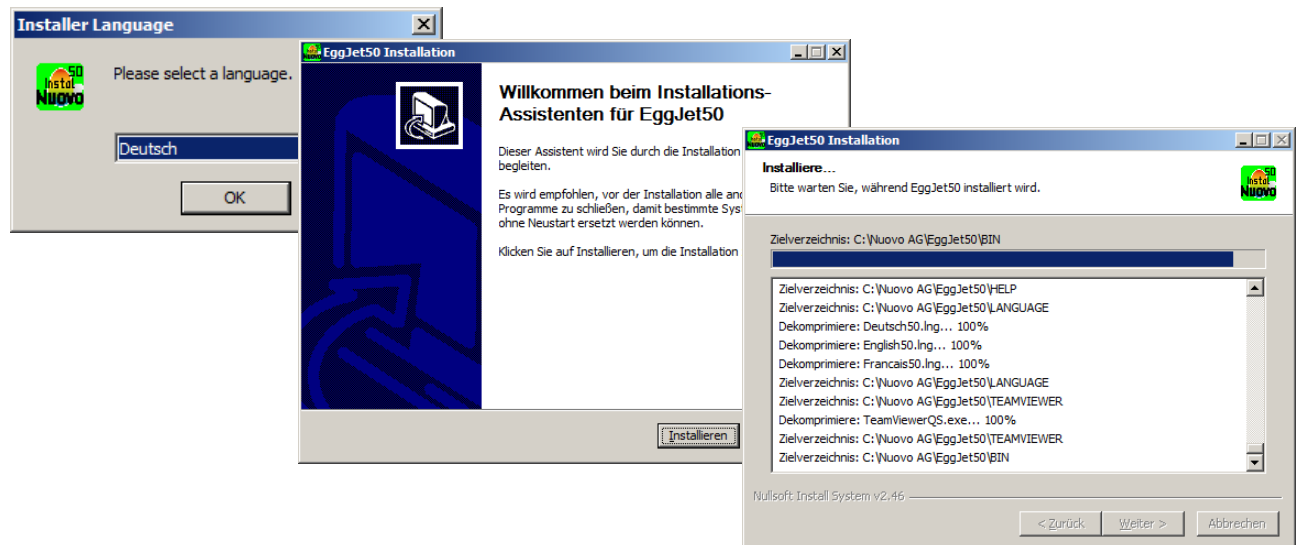 Installer Language
50
Instal
Nuovo
Please select a language.
Deutsch
OK
EggJet50 Installation
Willkommen beim Installations-
Assistenten für EggJet50
Dieser Assistent wird Sie durch die Installation
begleiten.
Es wird empfohlen, vor der Installation alle
Programme zu schließen, damit bestimmte
ohne Neustart ersetzt werden können.
Klicken Sie auf Installieren, um die Installation
Installieren
EggJet50 Installation
Installiere...
Bitte warten Sie, während EggJet50 installiert wird.
50
Instal
Nuovo
Zielverzeichnis: C:\Nuovo AG\EggJet50\BIN
Zielverzeichnis: C:\Nuovo AG\EggJet50\HELP
Zielverzeichnis: C:\Nuovo AG\EggJet50\LANGUAGE
Dekomprimiere: Deutsch50.lng... 100%
Dekomprimiere: English50.lng... 100%
Dekomprimiere: Francais50.lng... 100%
Zielverzeichnis: C:\Nuovo AG\EggJet50\LANGUAGE
Zielverzeichnis: C:\Nuovo AG\EggJet50\TEAMVIEWER
Dekomprimiere: TeamViewerQS.exe... 100%
Zielverzeichnis: C:\Nuovo AG\EggJet50\TEAMVIEWER
Zielverzeichnis: C:\Nuovo AG\EggJet50\BIN
Nullsoft Install System v2.46
< Zurück
Weiter >
Abbrechen